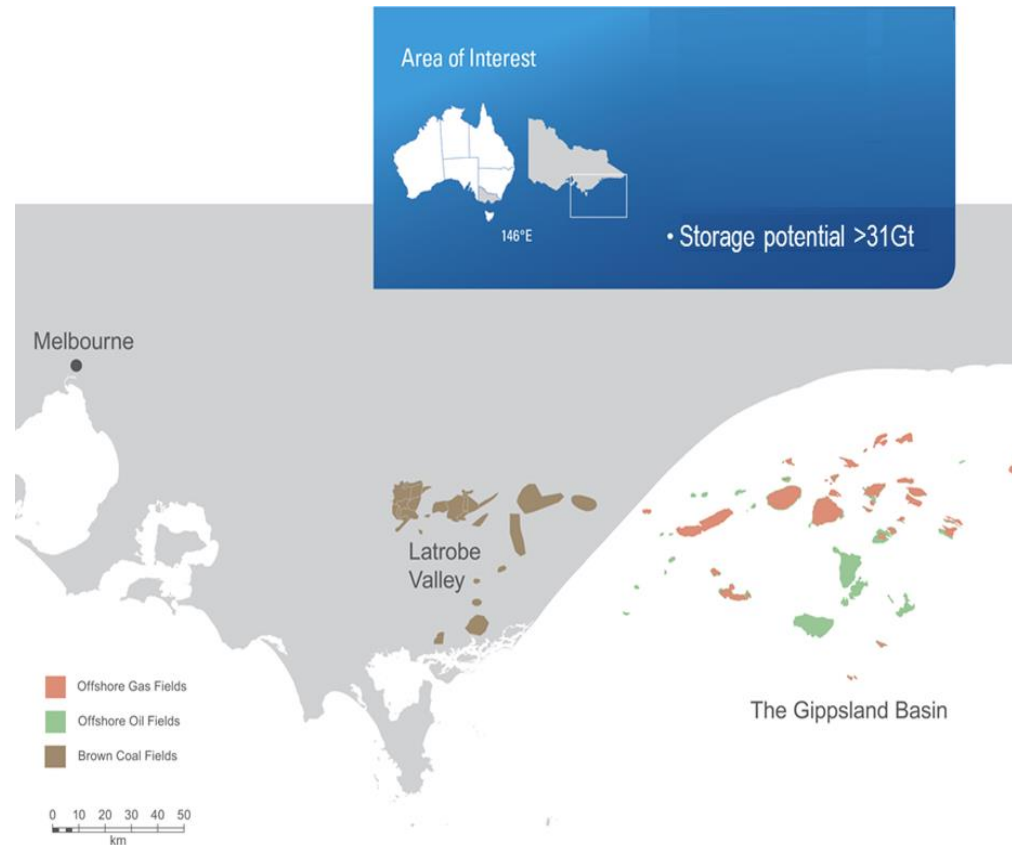 Area of Interest
146°E
• Storage potential >31Gt
Melbourne
Latrobe
Valley
Offshore Gas Fields
Offshore Oil Fields
Brown Coal Fields
The Gippsland Basin
0 10 20 30 40 50
km